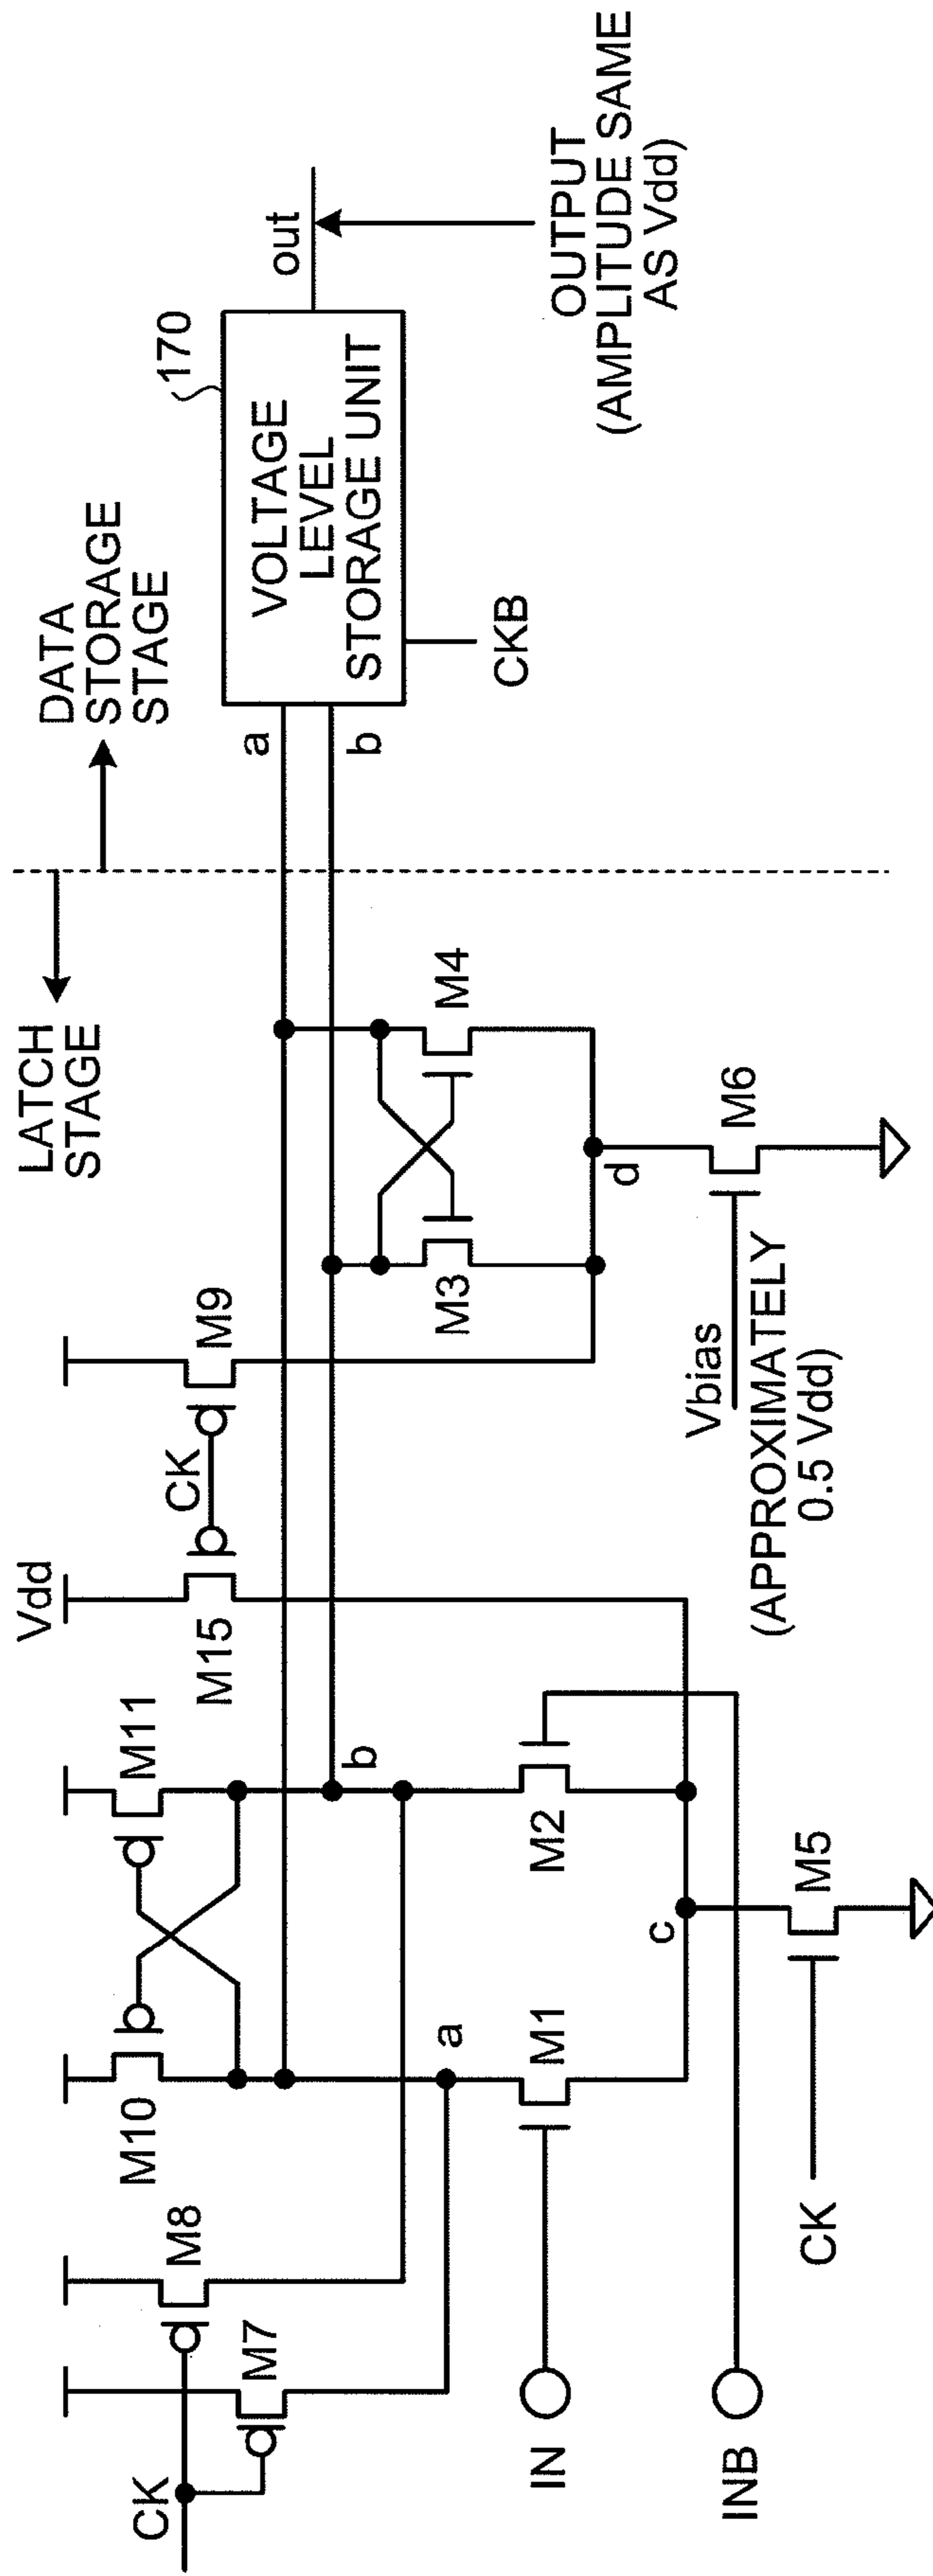 LATCH
STAGE
DATA
STORAGE
STAGE
Vdd
CK
M8
M7
M10
M11
M15
CK
M9
a
b
a
b
170
VOLTAGE
LEVEL
STORAGE UNIT
out
CKB
OUTPUT
(AMPLITUDE SAME
AS Vdd)
IN
INB
M1
M2
c
CK
M5
M3
M4
d
M6
Vbias
(APPROXIMATELY
0.5 Vdd)